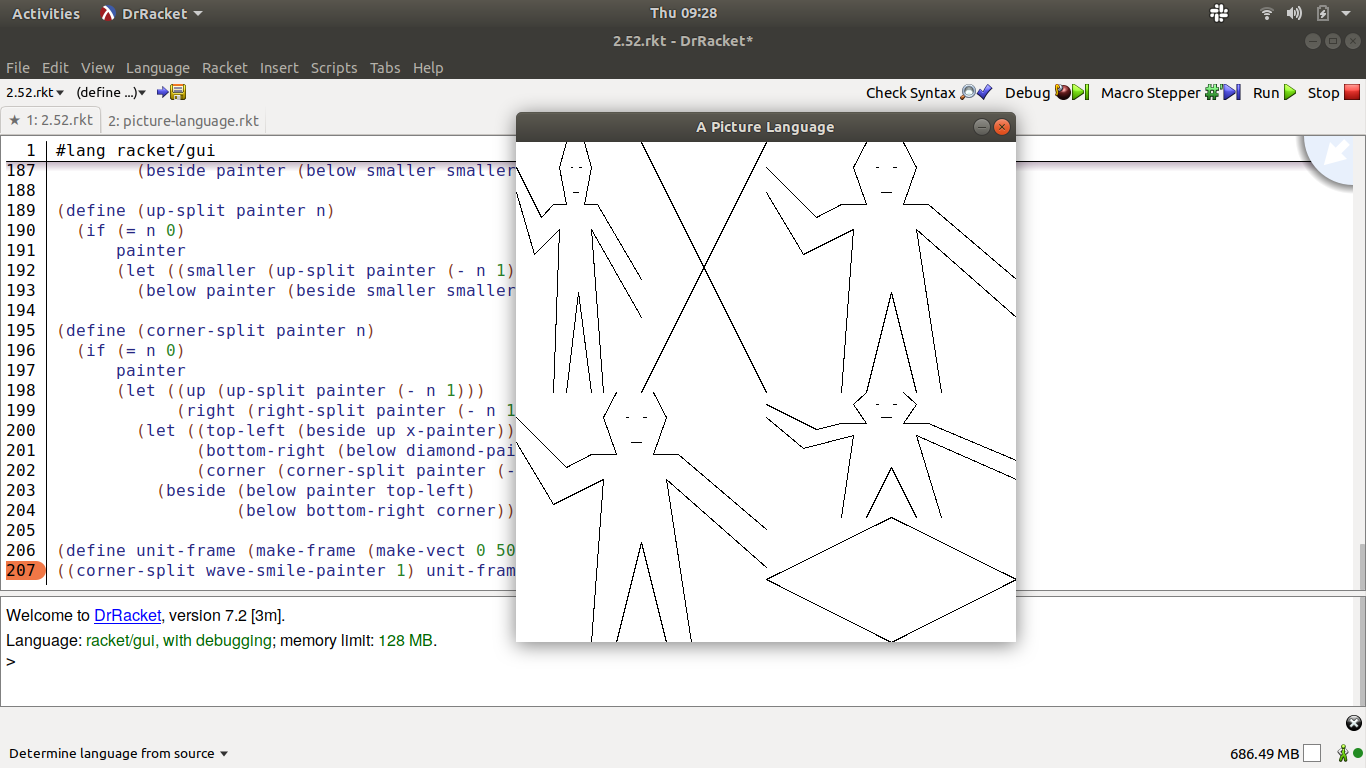 Activities DrRacket Thu 09:28
2.52.rkt - DrRacket*
File Edit View Language Racket Insert Scripts Tabs Help
2.52.rkt (define ...) Check Syntax Debug Macro Stepper Run Stop
1: 2.52.rkt 2: picture-language.rkt
A Picture Language
1 #lang racket/gui
187 (beside painter (below smaller smaller
188
189 (define (up-split painter n)
190 (if (= n 0)
191 painter
192 (let ((smaller (up-split painter (- n 1)
193 (below painter (beside smaller smaller
194
195 (define (corner-split painter n)
196 (if (= n 0)
197 painter
198 (let ((up (up-split painter (- n 1)))
199 (right (right-split painter (- n 1
200 (let ((top-left (beside up x-painter))
201 (bottom-right (below diamond-pai
202 (corner (corner-split painter (-
203 (beside (below painter top-left)
204 (below bottom-right corner))
205
206 (define unit-frame (make-frame (make-vect 0 50
207 ((corner-split wave-smile-painter 1) unit-fram
Welcome to DrRacket, version 7.2 [3m].
Language: racket/gui, with debugging; memory limit: 128 MB.
>
Determine language from source 686.49 MB